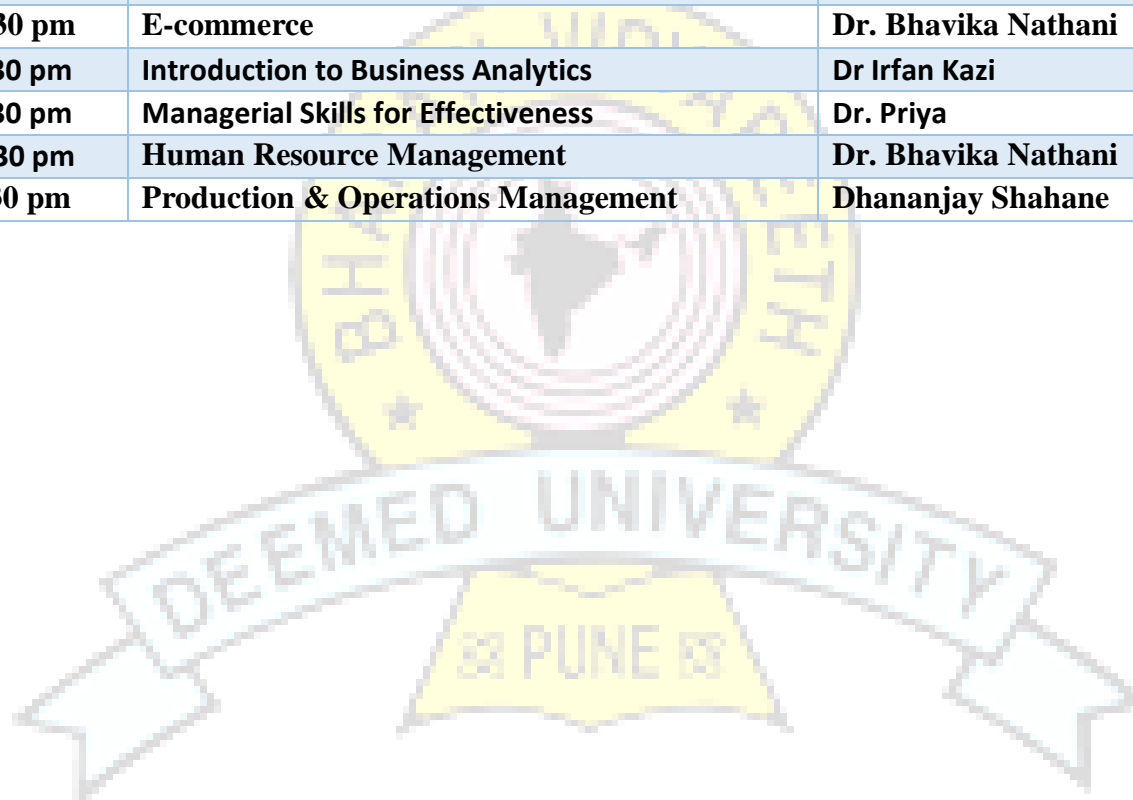 30 pm E-commerce Dr. Bhavika Nathani
30 pm Introduction to Business Analytics Dr Irfan Kazi
30 pm Managerial Skills for Effectiveness Dr. Priya
30 pm Human Resource Management Dr. Bhavika Nathani
30 pm Production & Operations Management Dhananjay Shahane
BHARATI VIDYAPEETH
DEEMED UNIVERSITY
PUNE